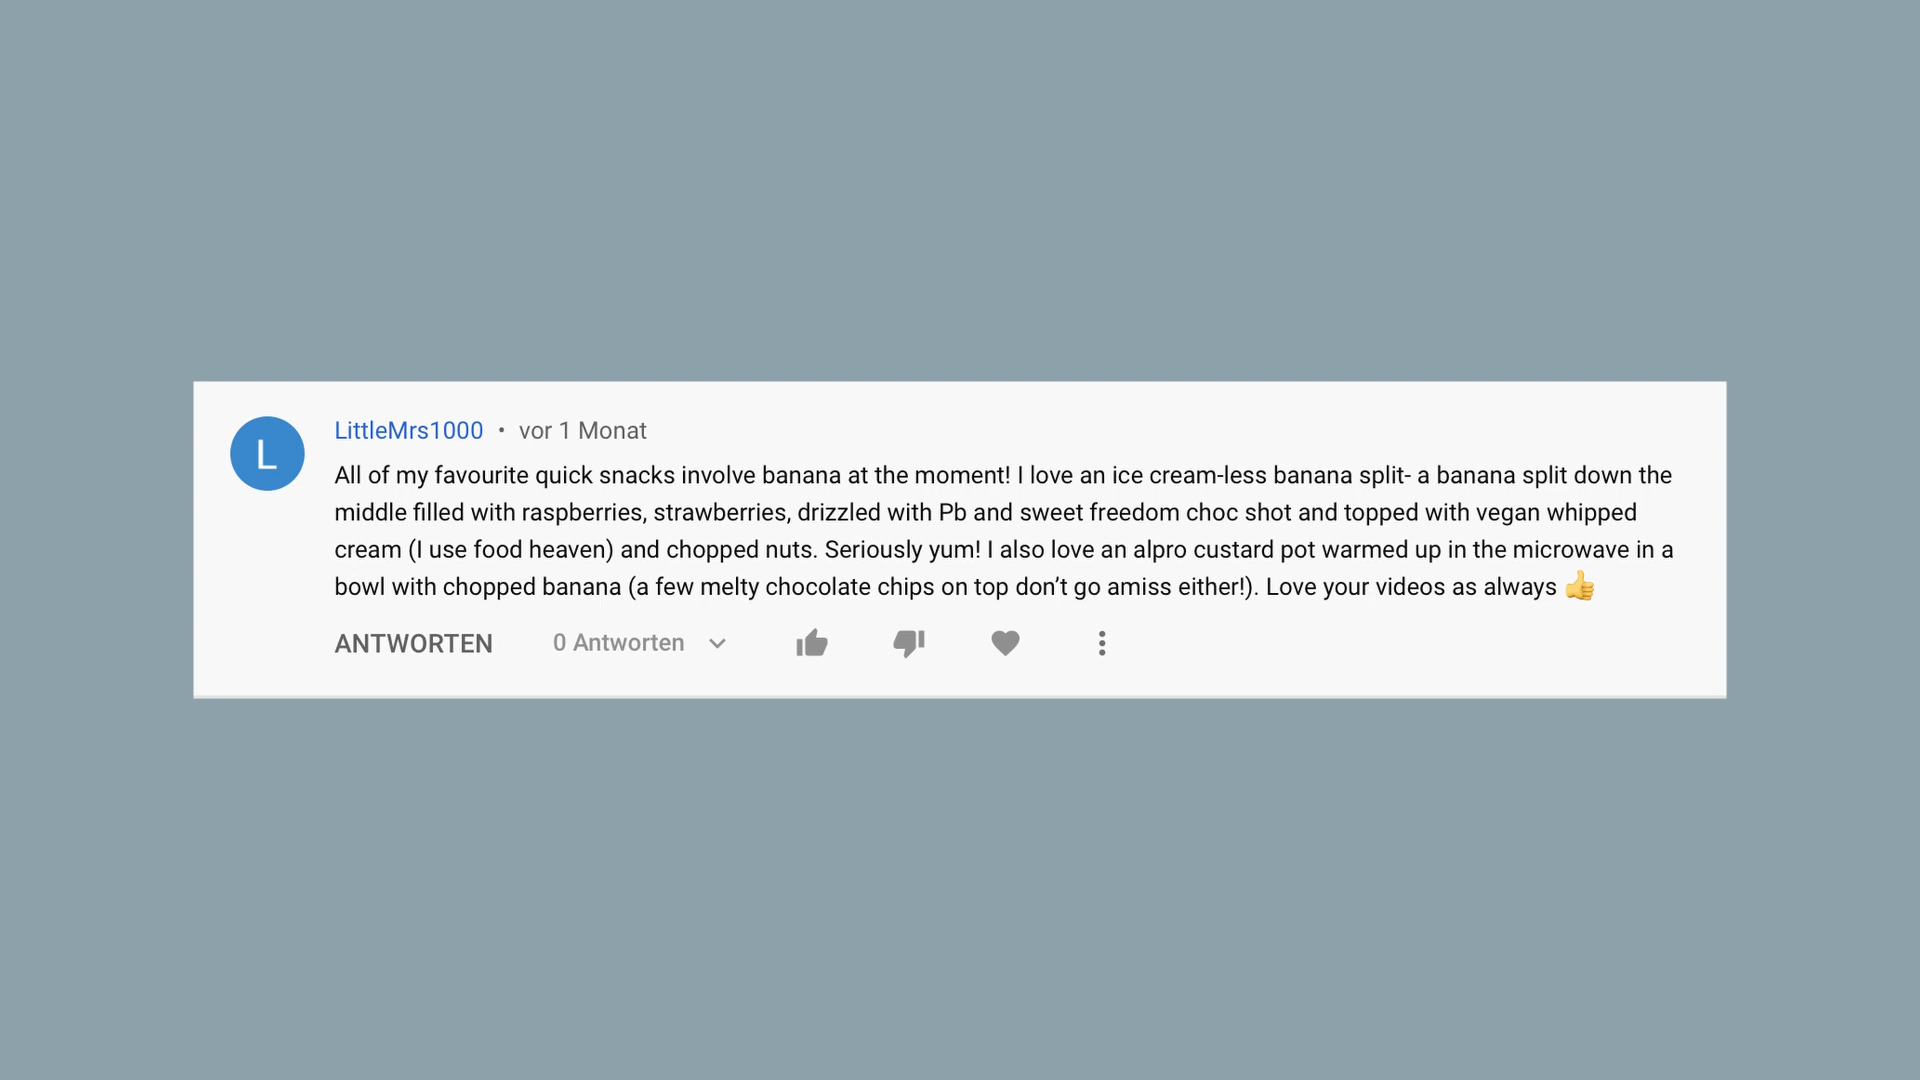 L
LittleMrs1000 • vor 1 Monat
All of my favourite quick snacks involve banana at the moment! I love an ice cream-less banana split- a banana split down the
middle filled with raspberries, strawberries, drizzled with Pb and sweet freedom choc shot and topped with vegan whipped
cream (I use food heaven) and chopped nuts. Seriously yum! I also love an alpro custard pot warmed up in the microwave in a
bowl with chopped banana (a few melty chocolate chips on top don’t go amiss either!). Love your videos as always 👍
ANTWORTEN 0 Antworten